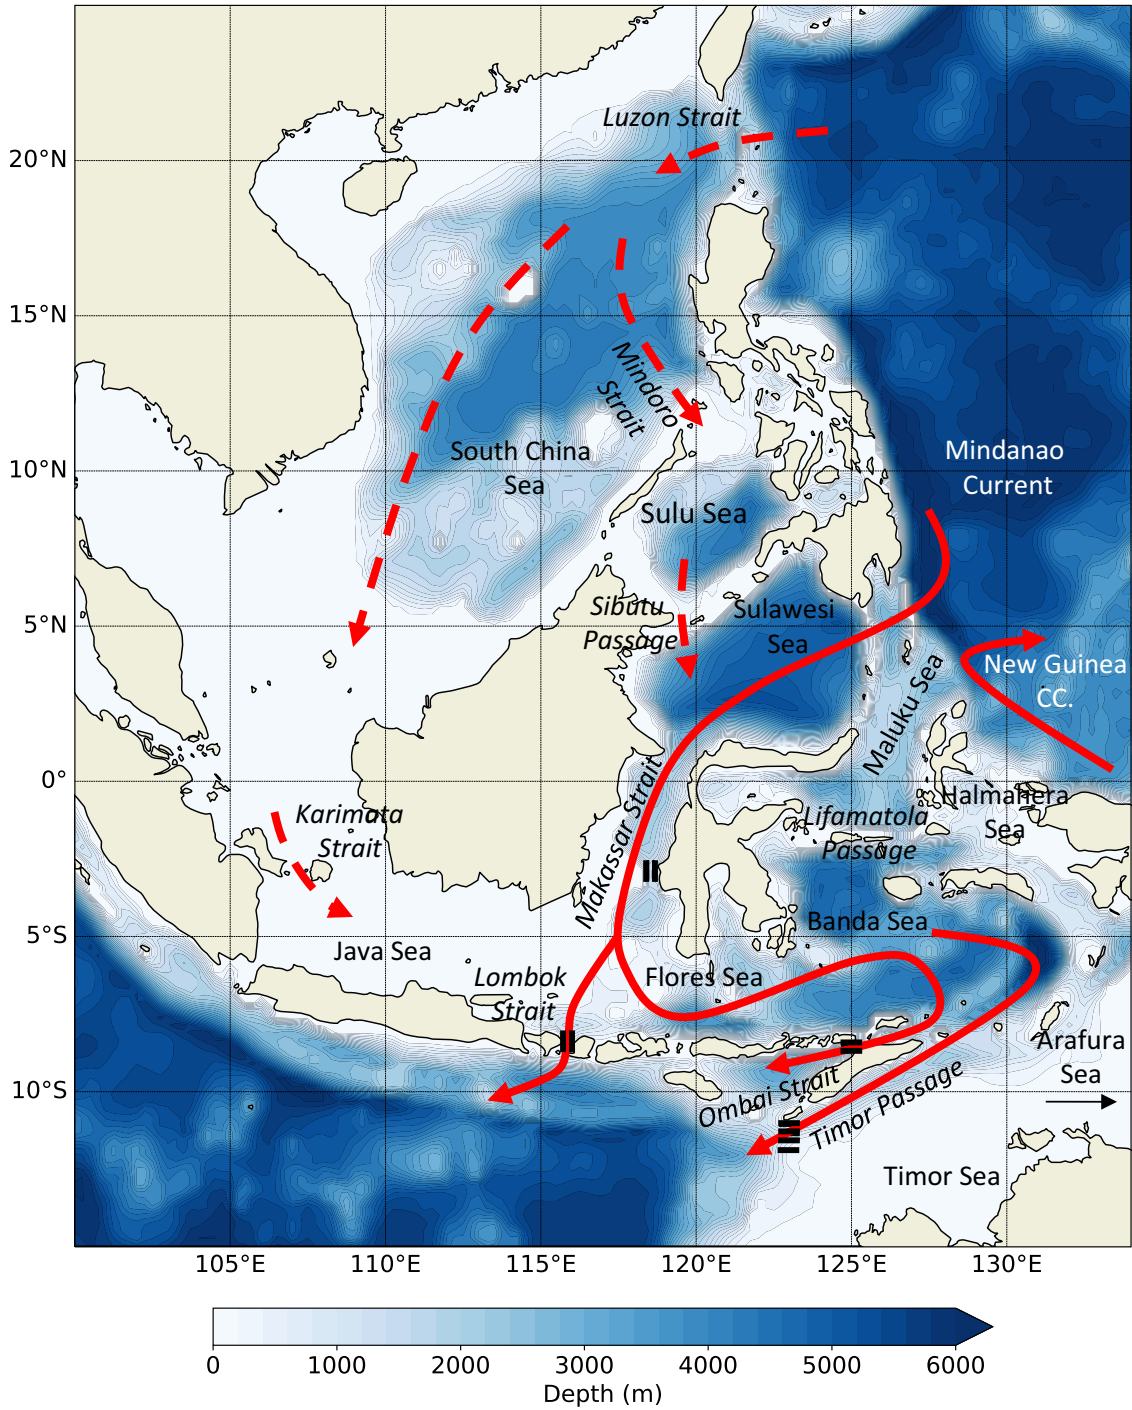 Luzon Strait
20°N
15°N
Mindoro
Strait
South China
Sea
Mindanao
Current
10°N
Sulu Sea
Sibutu
Passage
Sulawesi
Sea
5°N
New Guinea
CC.
Maluku Sea
0°
Makassar Strait
Halmahera
Sea
Karimata
Strait
Lifamatola
Passage
Banda Sea
5°S
Java Sea
Lombok
Strait
Flores Sea
Arafura
Sea
10°S
Ombai Strait
Timor Passage
Timor Sea
105°E
110°E
115°E
120°E
125°E
130°E
0
1000
2000
3000
4000
5000
6000
Depth (m)